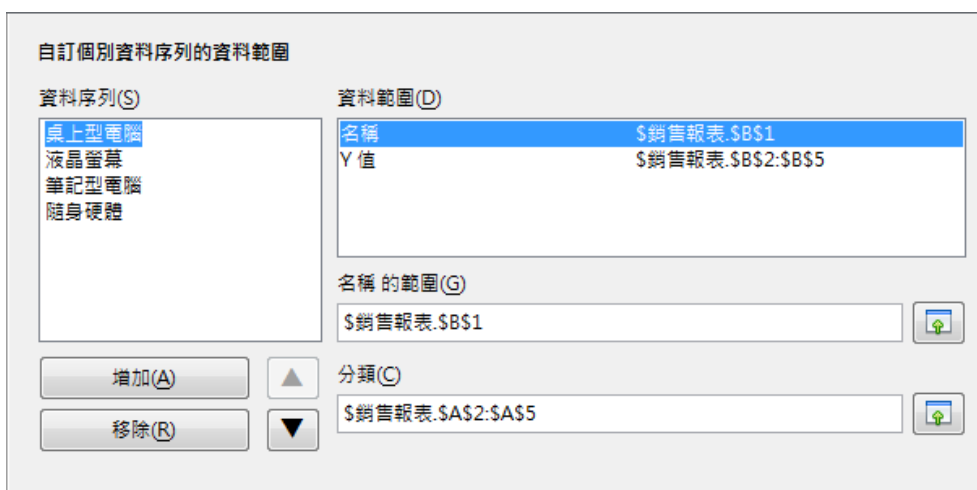 自訂個別資料序列的資料範圍
資料序列(S)
桌上型電腦
液晶螢幕
筆記型電腦
隨身硬體
資料範圍(D)
名稱 $銷售報表.$B$1
Y 值 $銷售報表.$B$2:$B$5
名稱 的範圍(G)
$銷售報表.$B$1
增加(A)
移除(R)
分類(C)
$銷售報表.$A$2:$A$5